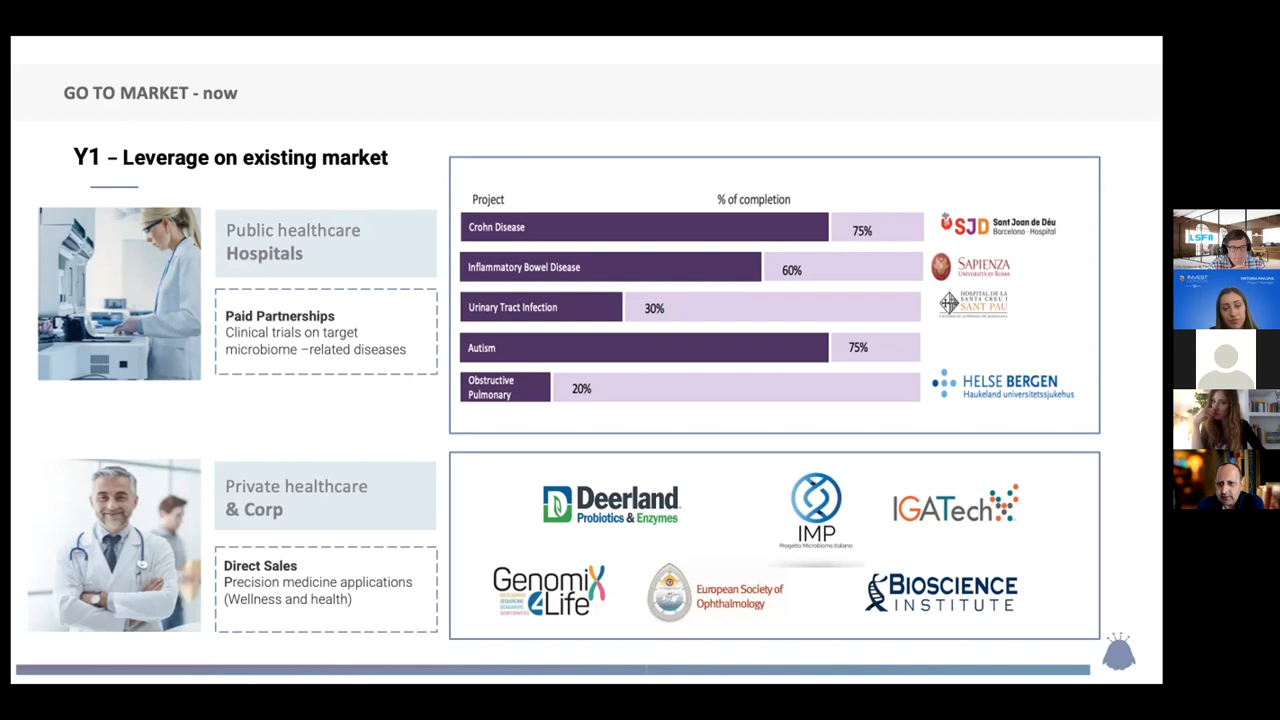 GO TO MARKET - now
Y1 – Leverage on existing market
Public healthcare
Hospitals
Paid Partnerships
Clinical trials on target
microbiome –related diseases
Project
% of completion
Crohn Disease
75%
SJD
Sant Joan de Déu
Barcelona · Hospital
Inflammatory Bowel Disease
60%
SAPIENZA
UNIVERSITÀ DI ROMA
Urinary Tract Infection
30%
HOSPITAL DE LA
SANTA CREU I
SANT PAU
Autism
75%
Obstructive
Pulmonary
20%
HELSE BERGEN
Haukeland universitetssjukehus
Private healthcare
& Corp
Direct Sales
Precision medicine applications
(Wellness and health)
Deerland
Probiotics & Enzymes
IMP
Progetto Microbioma Italiano
IGATech
GenomiX
4Life
European Society of
Ophthalmology
BIOSCIENCE
INSTITUTE
LSFA
INVEST